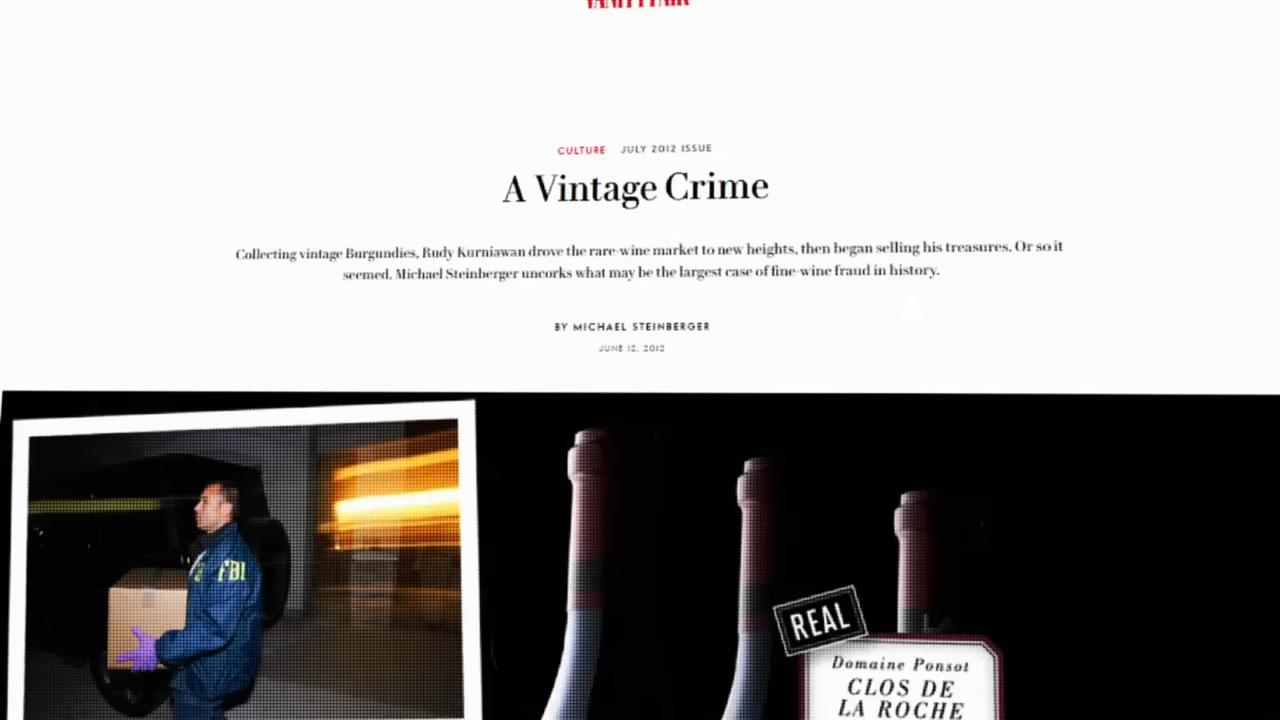 VANITY FAIR
CULTURE JULY 2012 ISSUE
A Vintage Crime
Collecting vintage Burgundies, Rudy Kurniawan drove the rare-wine market to new heights, then began selling his treasures. Or so it
seemed. Michael Steinberger uncorks what may be the largest case of fine-wine fraud in history.
BY MICHAEL STEINBERGER
JUNE 12, 2012
FBI
REAL
Domaine Ponsot
CLOS DE
LA ROCHE